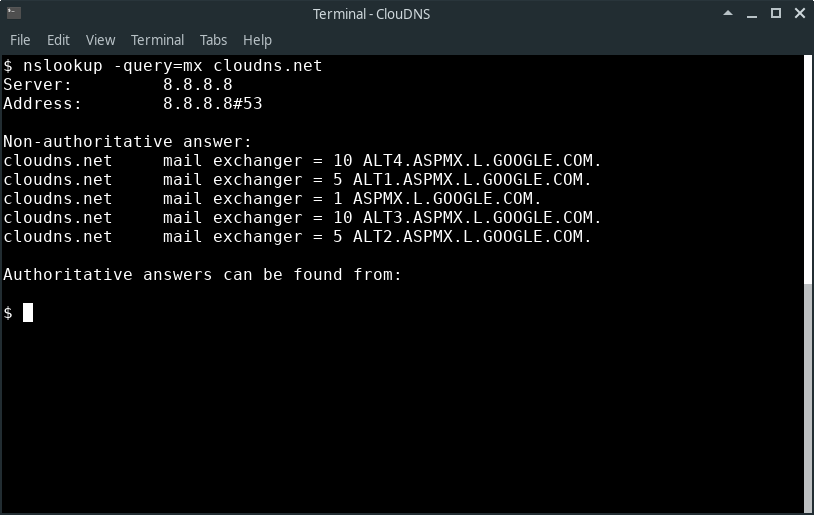 Terminal - ClouDNS
File Edit View Terminal Tabs Help
$ nslookup -query=mx cloudns.net
Server: 8.8.8.8
Address: 8.8.8.8#53
Non-authoritative answer:
cloudns.net mail exchanger = 10 ALT4.ASPMX.L.GOOGLE.COM.
cloudns.net mail exchanger = 5 ALT1.ASPMX.L.GOOGLE.COM.
cloudns.net mail exchanger = 1 ASPMX.L.GOOGLE.COM.
cloudns.net mail exchanger = 10 ALT3.ASPMX.L.GOOGLE.COM.
cloudns.net mail exchanger = 5 ALT2.ASPMX.L.GOOGLE.COM.
Authoritative answers can be found from:
$